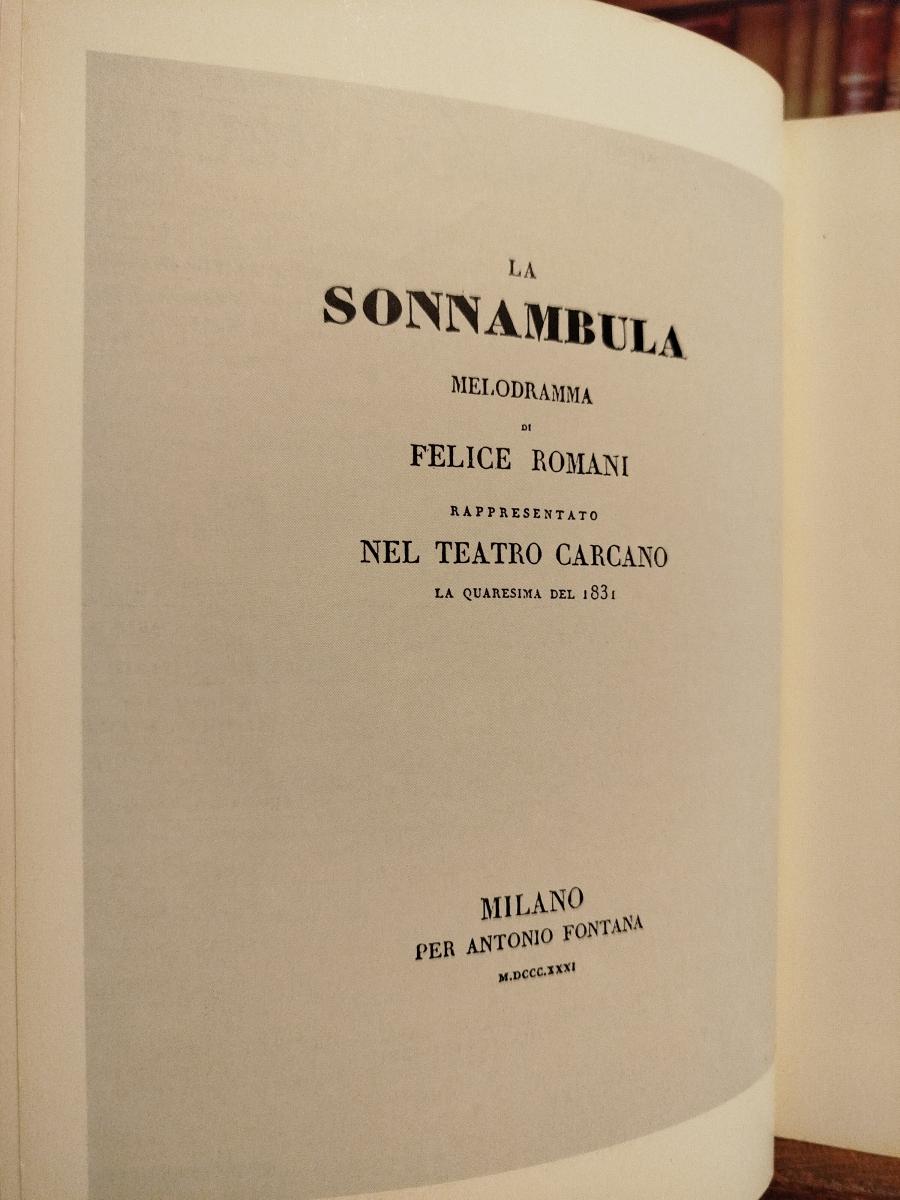 LA
SONNAMBULA
MELODRAMMA
DI
FELICE ROMANI
RAPPRESENTATO
NEL TEATRO CARCANO
LA QUARESIMA DEL 1831
MILANO
PER ANTONIO FONTANA
M.DCCC.XXXI